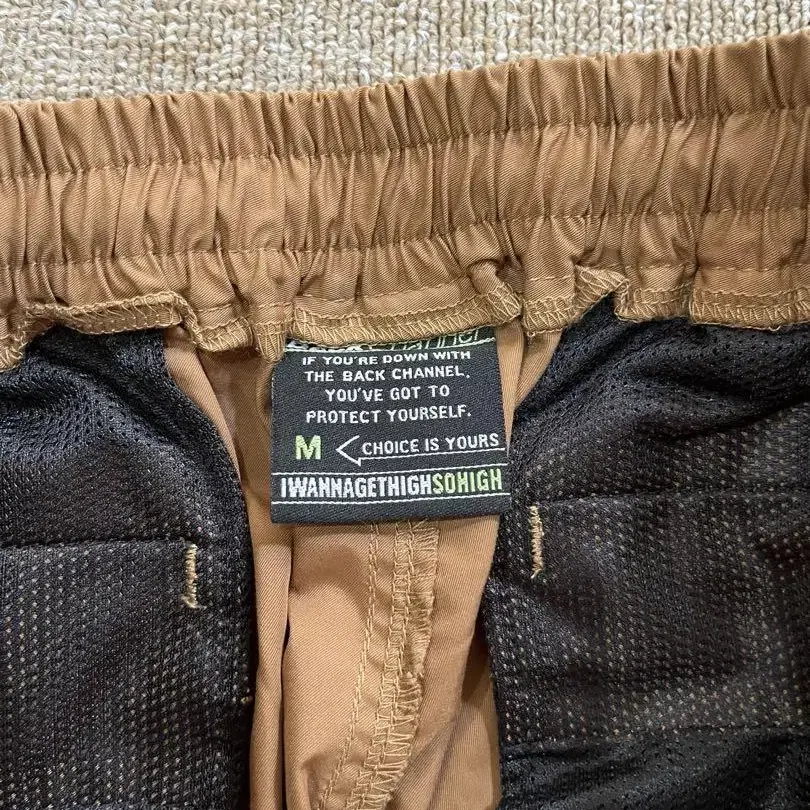 IF YOU'RE DOWN WITH
THE BACK CHANNEL,
YOU'VE GOT TO
PROTECT YOURSELF.
M CHOICE IS YOURS
IWANNAGETHIGHSOHIGH